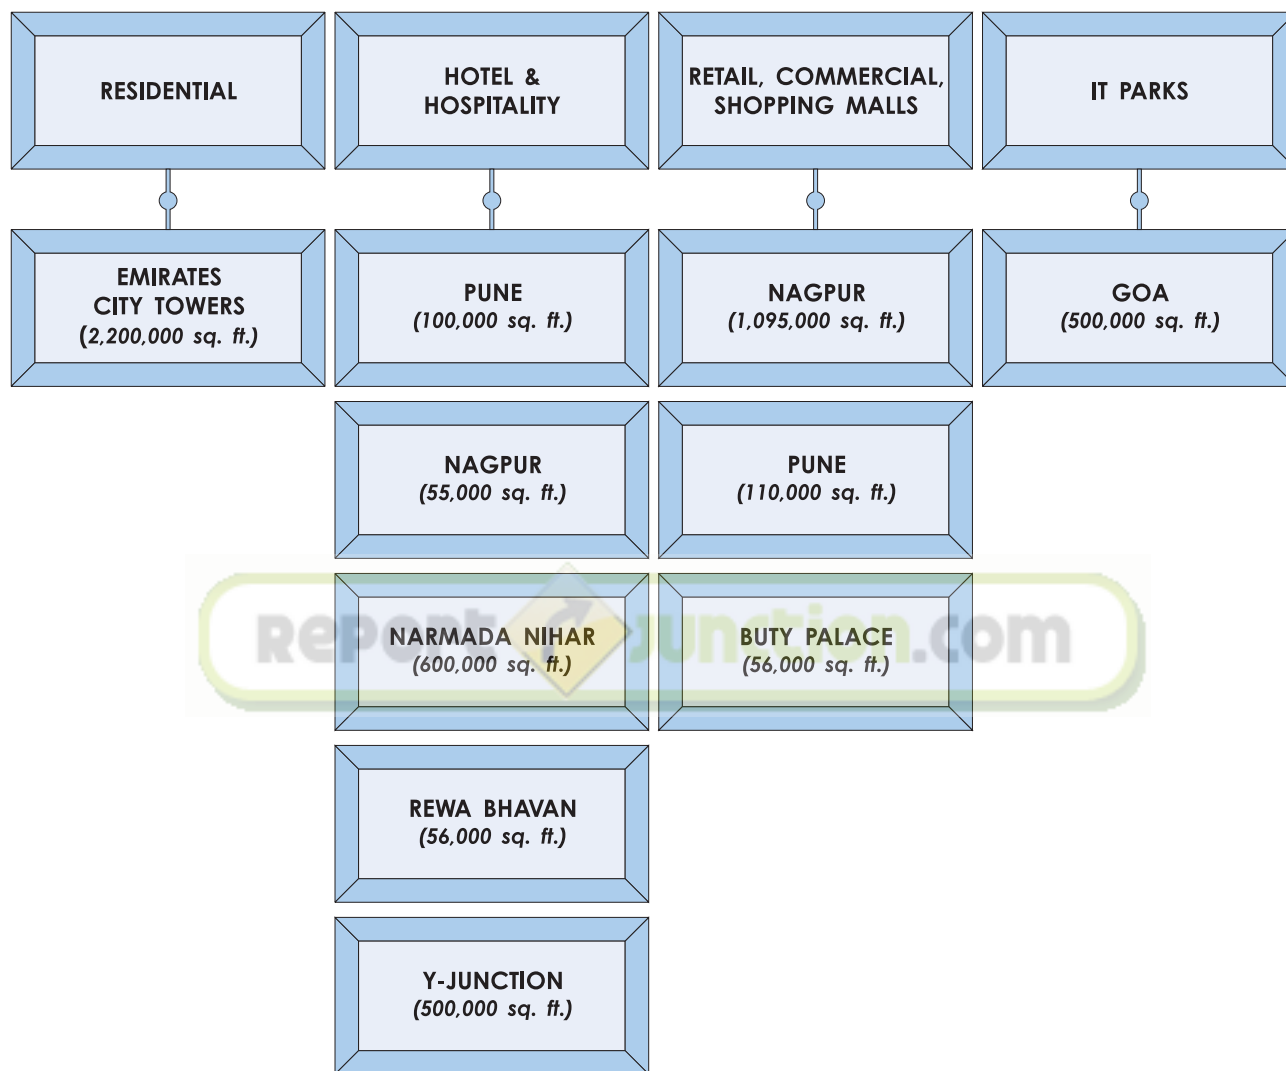 RESIDENTIAL
HOTEL &
HOSPITALITY
RETAIL, COMMERCIAL,
SHOPPING MALLS
IT PARKS
EMIRATES
CITY TOWERS
(2,200,000 sq. ft.)
PUNE
(100,000 sq. ft.)
NAGPUR
(1,095,000 sq. ft.)
GOA
(500,000 sq. ft.)
NAGPUR
(55,000 sq. ft.)
PUNE
(110,000 sq. ft.)
NARMADA NIHAR
(600,000 sq. ft.)
BUTY PALACE
(56,000 sq. ft.)
Report Junction.com
REWA BHAVAN
(56,000 sq. ft.)
Y-JUNCTION
(500,000 sq. ft.)